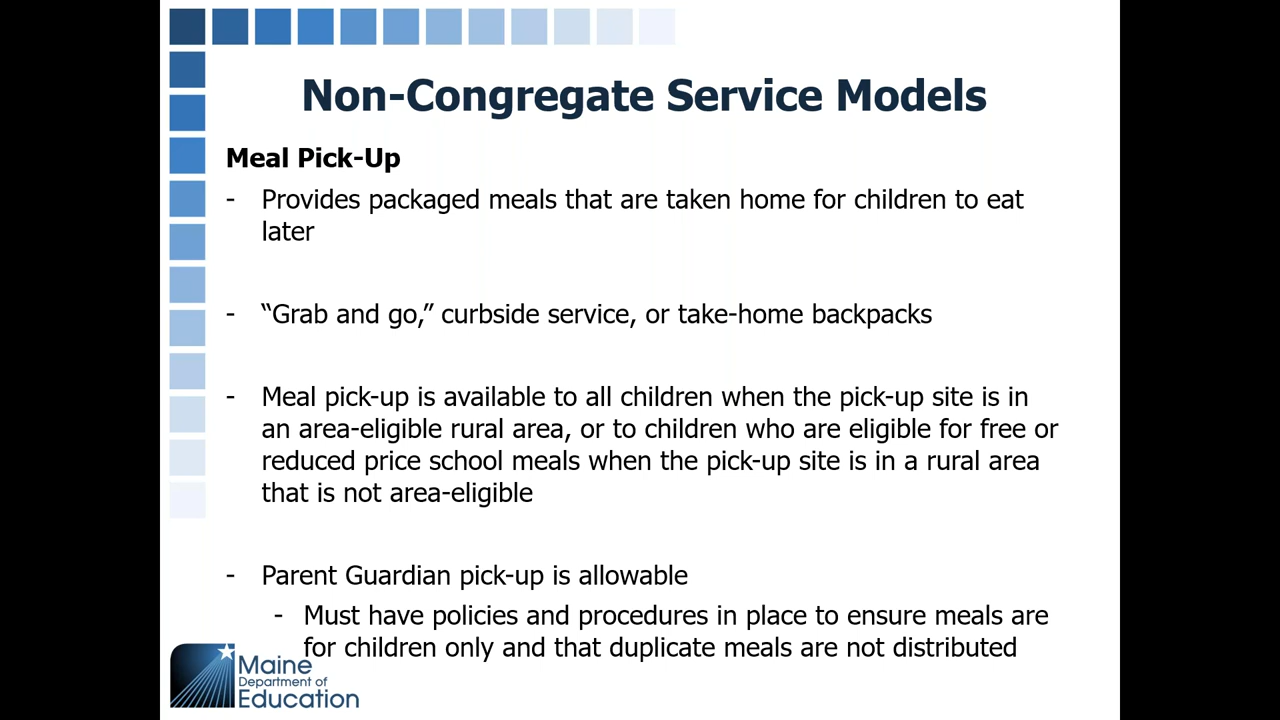 Non-Congregate Service Models
Meal Pick-Up
- Provides packaged meals that are taken home for children to eat
later
- “Grab and go,” curbside service, or take-home backpacks
- Meal pick-up is available to all children when the pick-up site is in
an area-eligible rural area, or to children who are eligible for free or
reduced price school meals when the pick-up site is in a rural area
that is not area-eligible
- Parent Guardian pick-up is allowable
- Must have policies and procedures in place to ensure meals are
for children only and that duplicate meals are not distributed
Maine
Department of
Education